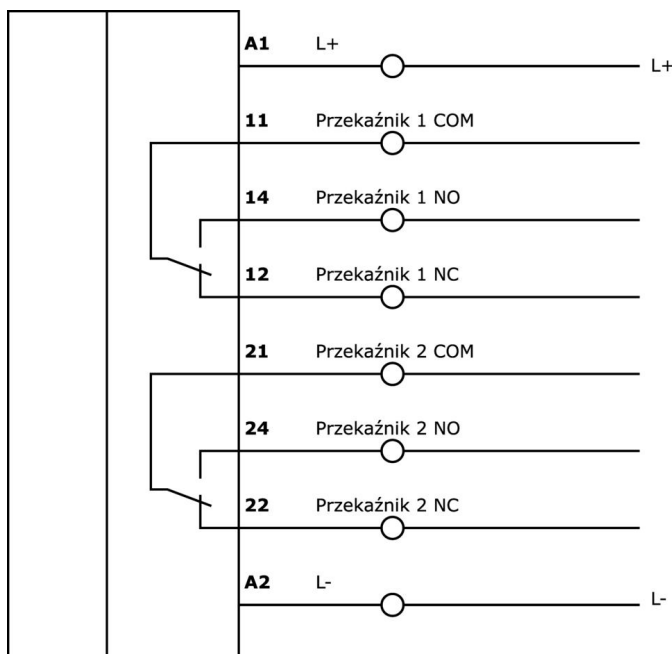 A1 L+
L+
11 Przekaźnik 1 COM
14 Przekaźnik 1 NO
12 Przekaźnik 1 NC
21 Przekaźnik 2 COM
24 Przekaźnik 2 NO
22 Przekaźnik 2 NC
A2 L-
L-